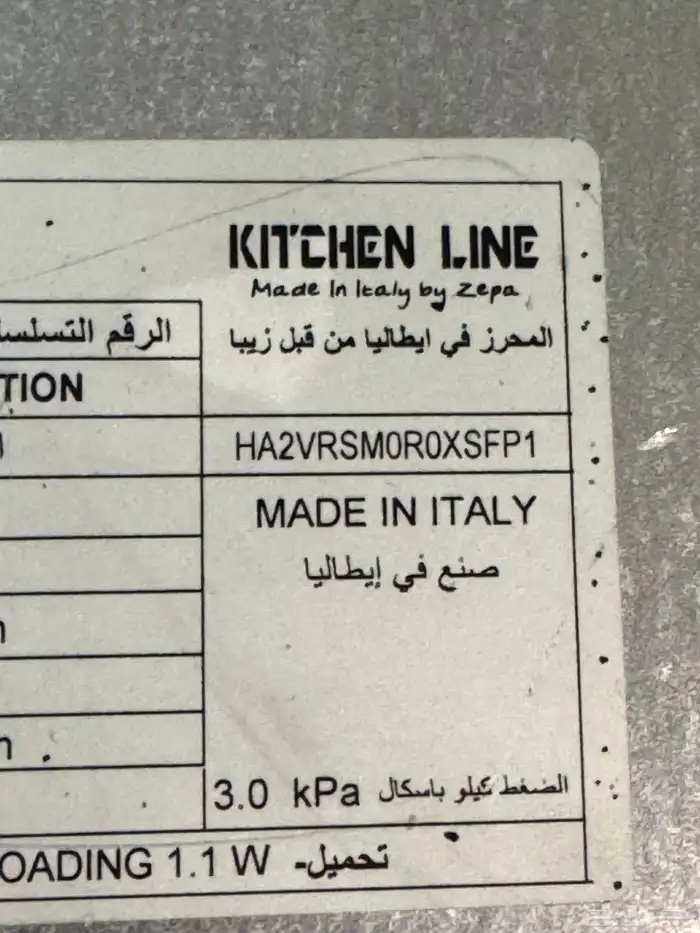 KITCHEN LINE
Made In Italy by Zepa
المحرز في ايطاليا من قبل زيبا
الرقم التسلسل
TION
HA2VRSM0R0XSFP1
MADE IN ITALY
صنع في إيطاليا
3.0 kPa الضغط كيلو باسكال
OADING 1.1 W -تحميل